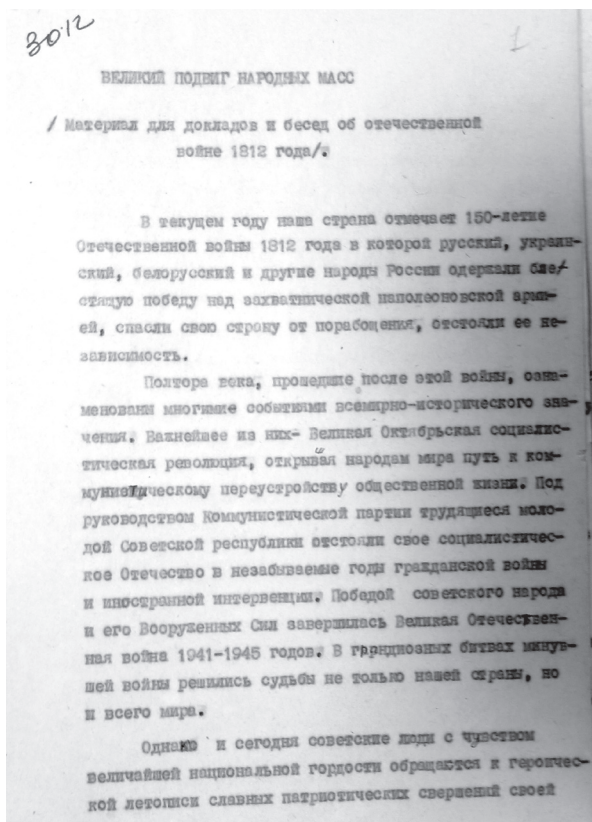 30·12
1
ВЕЛИКИЙ ПОДВИГ НАРОДНЫХ МАСС
/ Материал для докладов и бесед об отечественной
войне 1812 года/.
В текущем году наша страна отмечает 150-летие
Отечественной войны 1812 года в которой русский, украин-
ский, белорусский и другие народы России одержали бле-
стящую победу над захватнической наполеоновской арми-
ей, спасли свою страну от порабощения, отстояли ее не-
зависимость.
Полтора века, прошедшие после этой войны, озна-
менованы многими событиями всемирно-исторического зна-
чения. Важнейшее из них- Великая Октябрьская социалис-
тическая революция, открывшая народам мира путь к ком-
мунистическому переустройству общественной жизни. Под
руководством Коммунистической партии трудящиеся моло-
дой Советской республики отстояли свое социалистичес-
кое Отечество в незабываемые годы гражданской войны
и иностранной интервенции. Победой советского народа
и его Вооруженных Сил завершилась Великая Отечествен-
ная война 1941-1945 годов. В грандиозных битвах минув-
шей войны решились судьбы не только нашей страны, но
и всего мира.
Однако и сегодня советские люди с чувством
величайшей национальной гордости обращаются к героичес-
кой летописи славных патриотических свершений своей